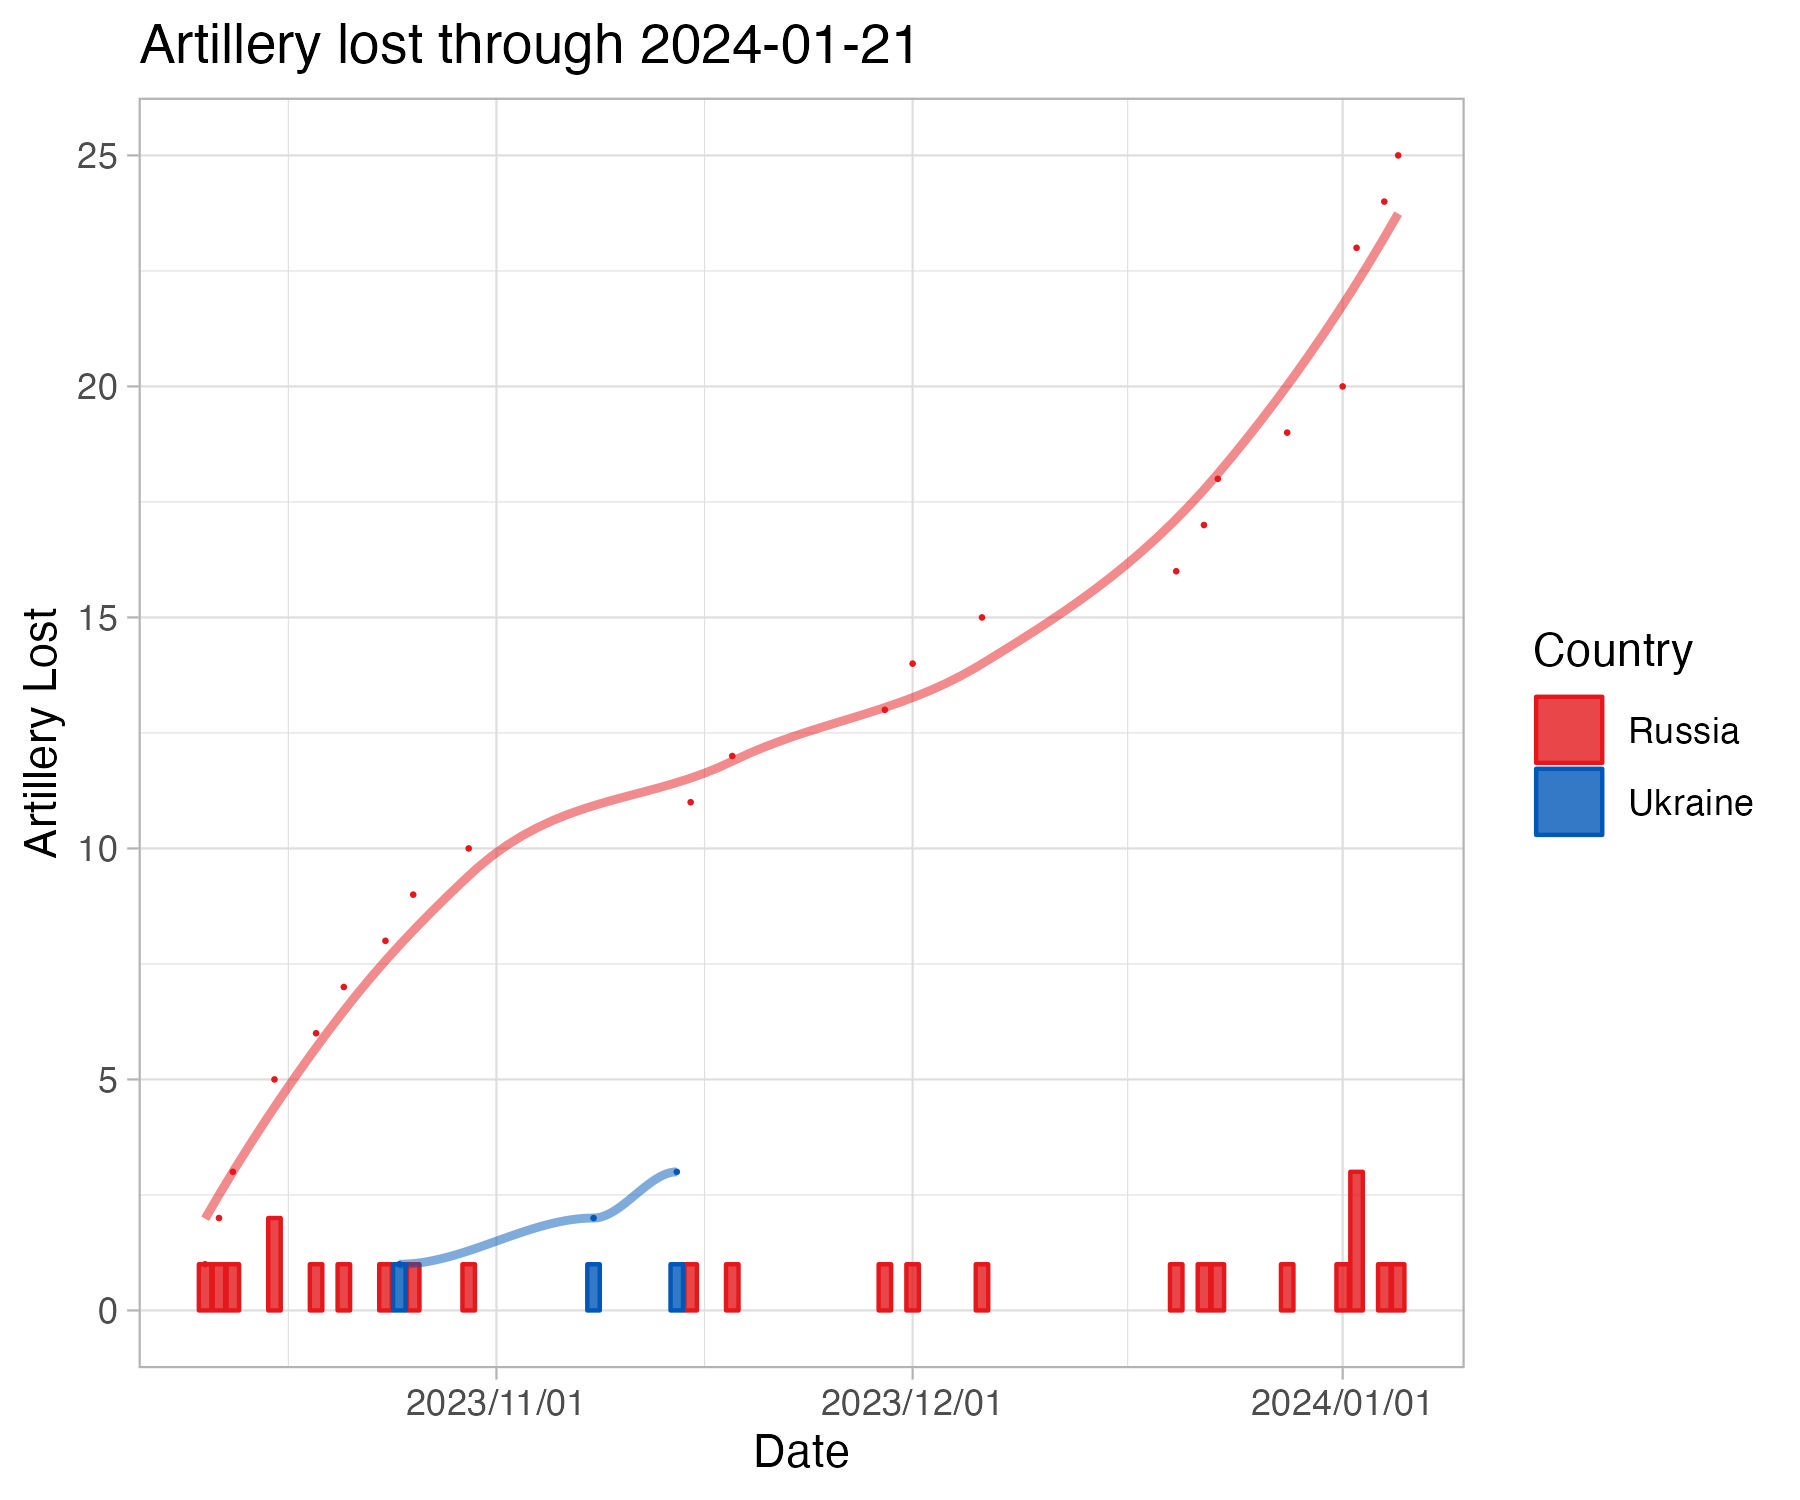 Artillery lost through 2024-01-21
25
20
15
10
5
0
Artillery Lost
2023/11/01
2023/12/01
2024/01/01
Date
Country
Russia
Ukraine